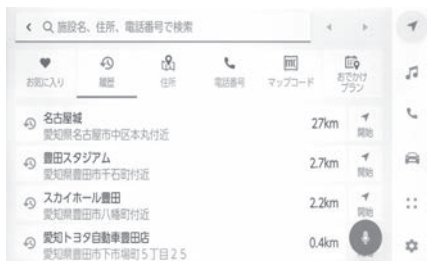 施設名、住所、電話番号で検索
お気に入り
履歴
住所
電話番号
マップコード
おでかけ
プラン
名古屋城
愛知県名古屋市中区本丸付近
27km
開始
豊田スタジアム
愛知県豊田市千石町付近
2.7km
開始
スカイホール豊田
愛知県豊田市八幡町付近
2.2km
開始
愛知トヨタ自動車豊田店
愛知県豊田市下市場町5丁目25
0.4km